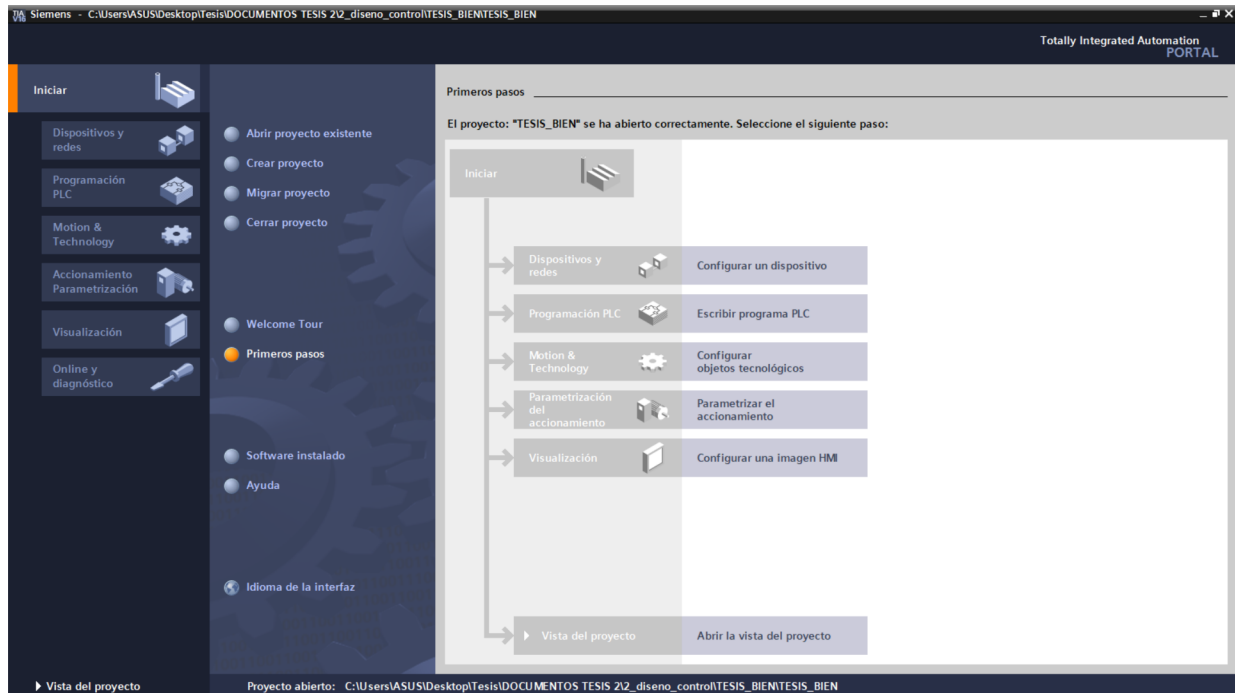 Siemens - C:\Users\ASUS\Desktop\Tesis\DOCUMENTOS TESIS 2\2_diseno_control\TESIS_BIEN\TESIS_BIEN
Totally Integrated Automation
PORTAL
Iniciar
Dispositivos y
redes
Programación
PLC
Motion &
Technology
Accionamiento
Parametrización
Visualización
Online y
diagnóstico
Abrir proyecto existente
Crear proyecto
Migrar proyecto
Cerrar proyecto
Welcome Tour
Primeros pasos
Software instalado
Ayuda
Idioma de la interfaz
Primeros pasos
El proyecto: "TESIS_BIEN" se ha abierto correctamente. Seleccione el siguiente paso:
Iniciar
Dispositivos y
redes
Configurar un dispositivo
Programación PLC
Escribir programa PLC
Motion &
Technology
Configurar
objetos tecnológicos
Parametrización
del
accionamiento
Parametrizar el
accionamiento
Visualización
Configurar una imagen HMI
Vista del proyecto
Abrir la vista del proyecto
Vista del proyecto
Proyecto abierto: C:\Users\ASUS\Desktop\Tesis\DOCUMENTOS TESIS 2\2_diseno_control\TESIS_BIEN\TESIS_BIEN